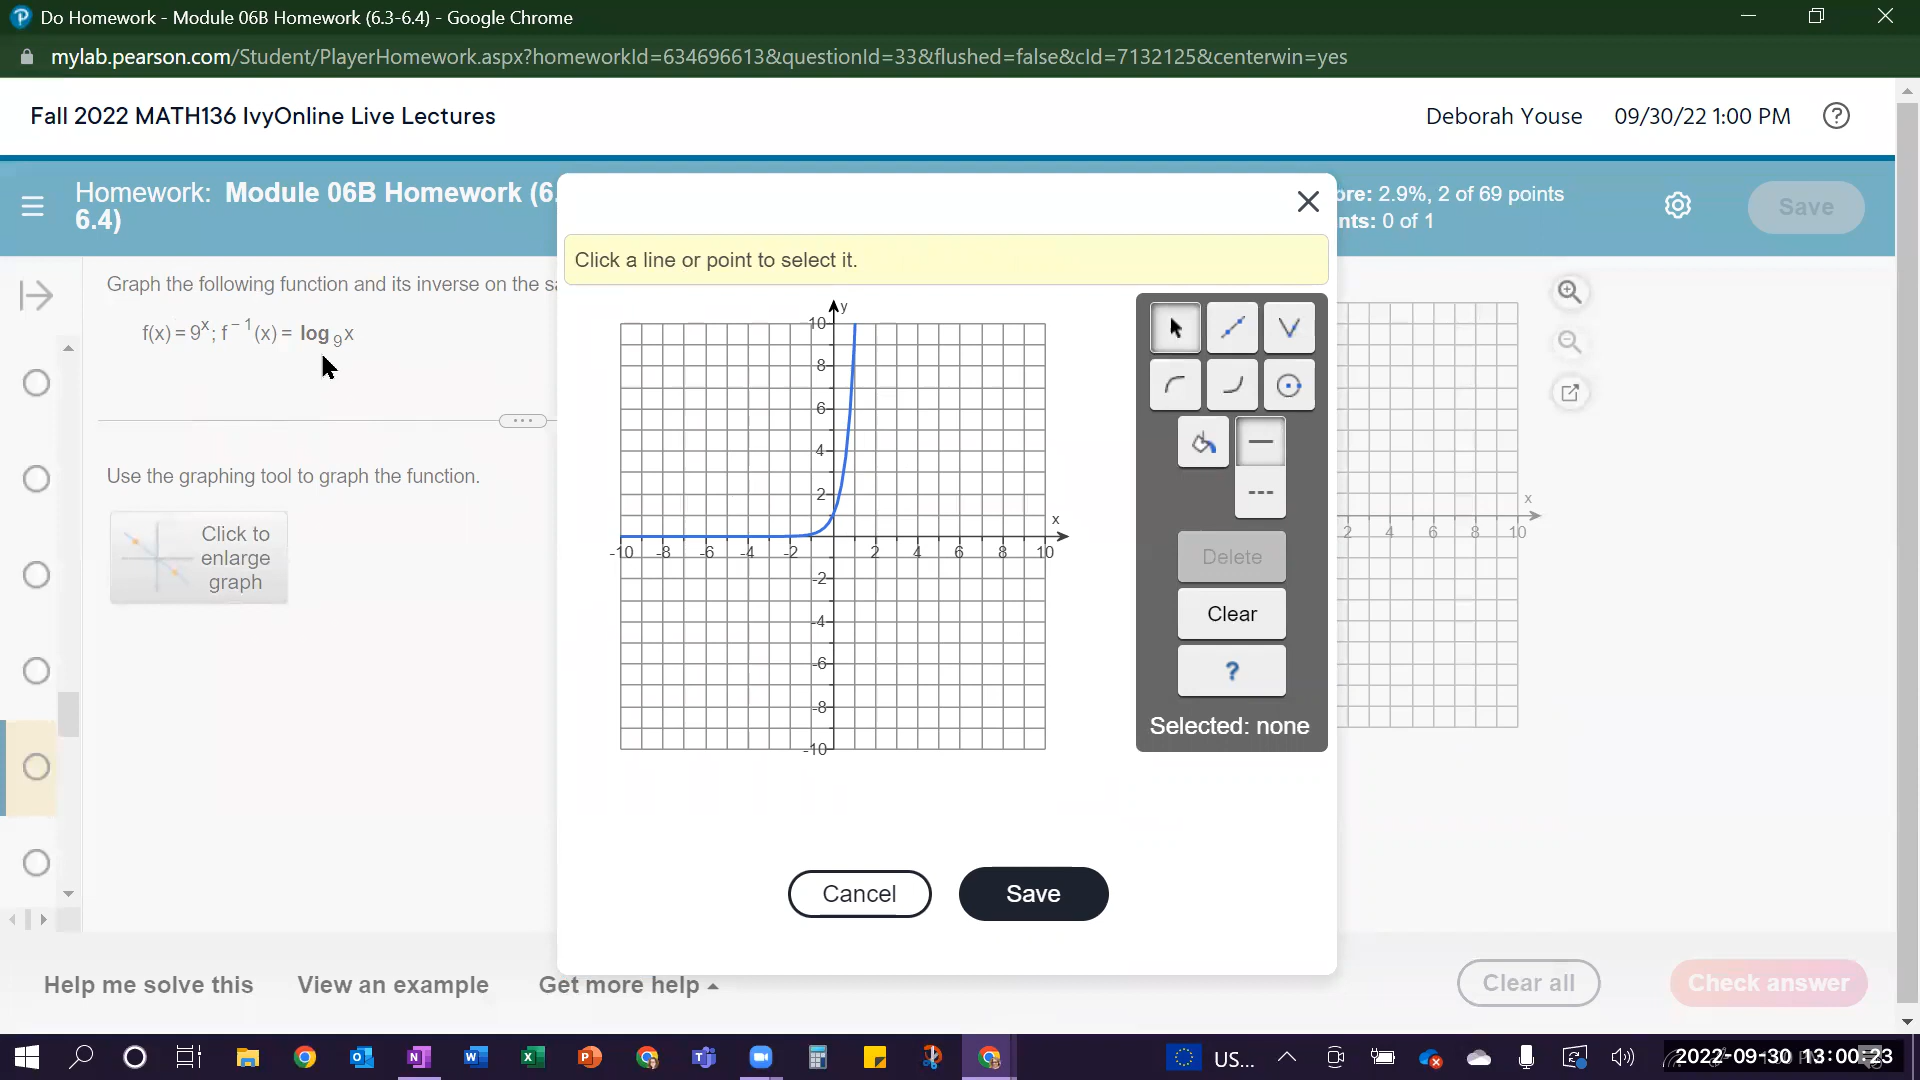 Do Homework - Module 06B Homework (6.3-6.4) - Google Chrome
mylab.pearson.com/Student/PlayerHomework.aspx?homeworkId=634696613&questionId=33&flushed=false&cId=7132125&centerwin=yes
Fall 2022 MATH136 IvyOnline Live Lectures
Deborah Youse
09/30/22 1:00 PM
Homework: Module 06B Homework (6.
6.4)
ore: 2.9%, 2 of 69 points
nts: 0 of 1
Save
Click a line or point to select it.
Graph the following function and its inverse on the sa
f(x) = 9^x; f^-1(x) = log_9 x
Use the graphing tool to graph the function.
Click to
enlarge
graph
y
10
8
6
4
2
x
-10 -8 -6 -4 -2 2 4 6 8 10
-2
-4
-6
-8
-10
Delete
Clear
?
Selected: none
x
2 4 6 8 10
Cancel
Save
Help me solve this
View an example
Get more help
Clear all
Check answer
US...
2022-09-30 13:00:23